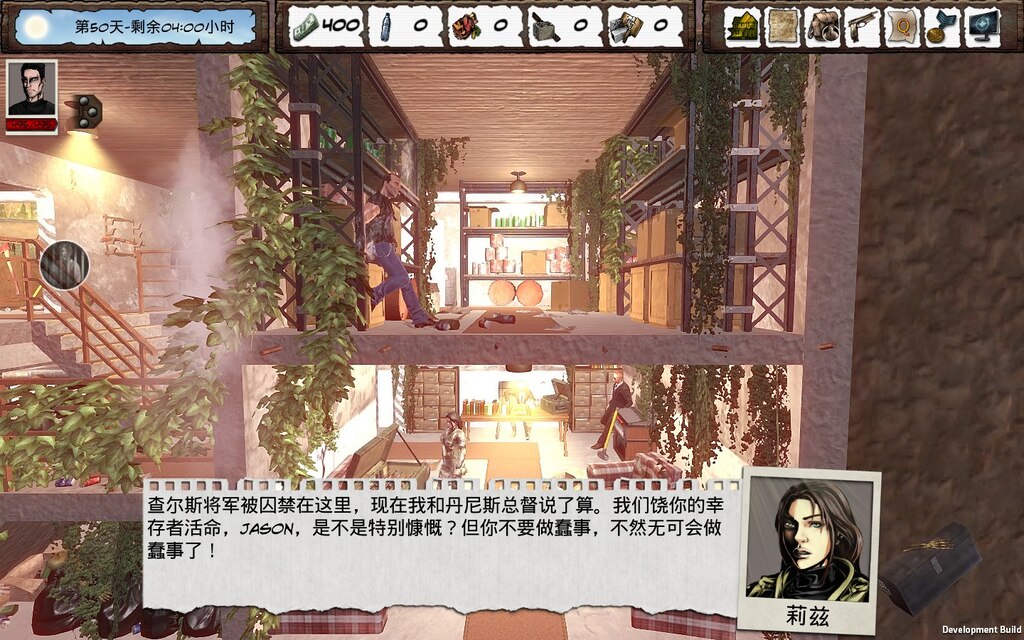 第50天-剩余04:00小时
400
0
0
0
0
Q
查尔斯将军被囚禁在这里，现在我和丹尼斯总督说了算。我们饶你的幸
存者活命，JASON，是不是特别慷慨？但你不要做蠢事，不然无可会做
蠢事了！
莉兹
Development Build